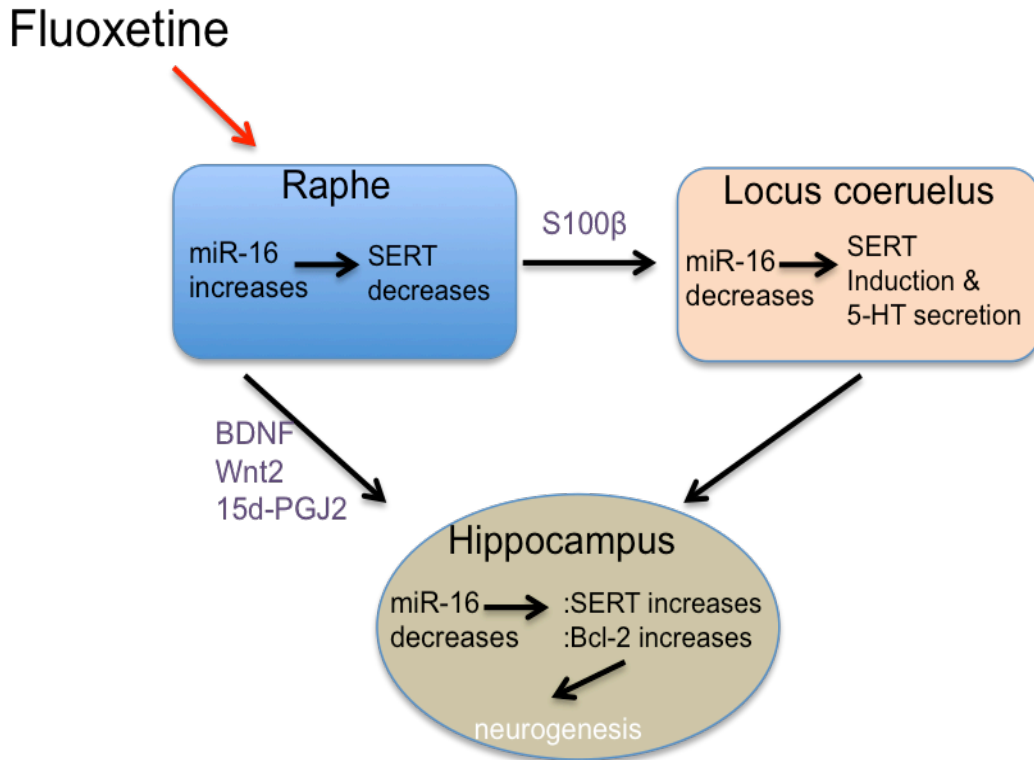 Fluoxetine
Raphe
miR-16
increases
SERT
decreases
S100β
Locus coeruelus
miR-16
decreases
SERT
Induction &
5-HT secretion
BDNF
Wnt2
15d-PGJ2
Hippocampus
miR-16
decreases
:SERT increases
:Bcl-2 increases
neurogenesis